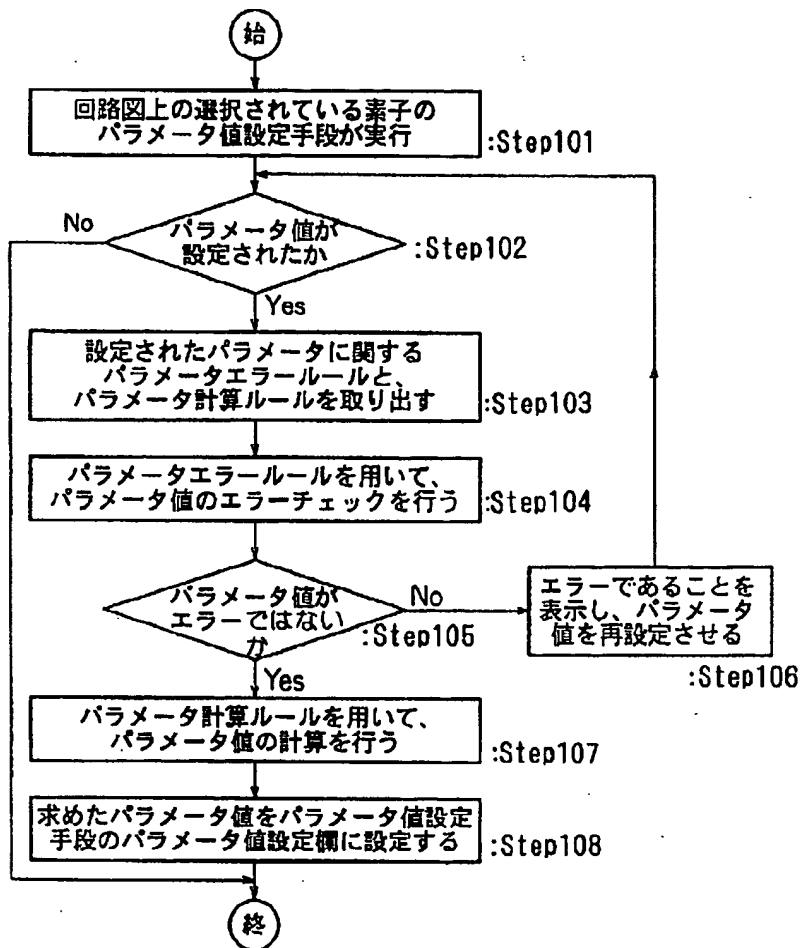 始
回路図上の選択されている素子の
パラメータ値設定手段が実行
:Step101
パラメータ値が
設定されたか
:Step102
No
Yes
設定されたパラメータに関する
パラメータエラールールと、
パラメータ計算ルールを取り出す
:Step103
パラメータエラールールを用いて、
パラメータ値のエラーチェックを行う
:Step104
パラメータ値が
エラーではない
か
:Step105
No
エラーであることを
表示し、パラメータ
値を再設定させる
:Step106
Yes
パラメータ計算ルールを用いて、
パラメータ値の計算を行う
:Step107
求めたパラメータ値をパラメータ値設定
手段のパラメータ値設定欄に設定する
:Step108
終